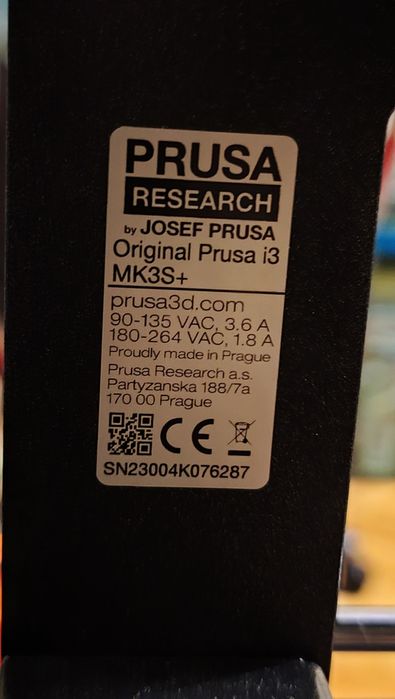 PRUSA
RESEARCH
by JOSEF PRUSA
Original Prusa i3
MK3S+
prusa3d.com
90-135 VAC, 3.6 A
180-264 VAC, 1.8 A
Proudly made in Prague
Prusa Research a.s.
Partyzanska 188/7a
170 00 Prague
CE
SN23004K076287